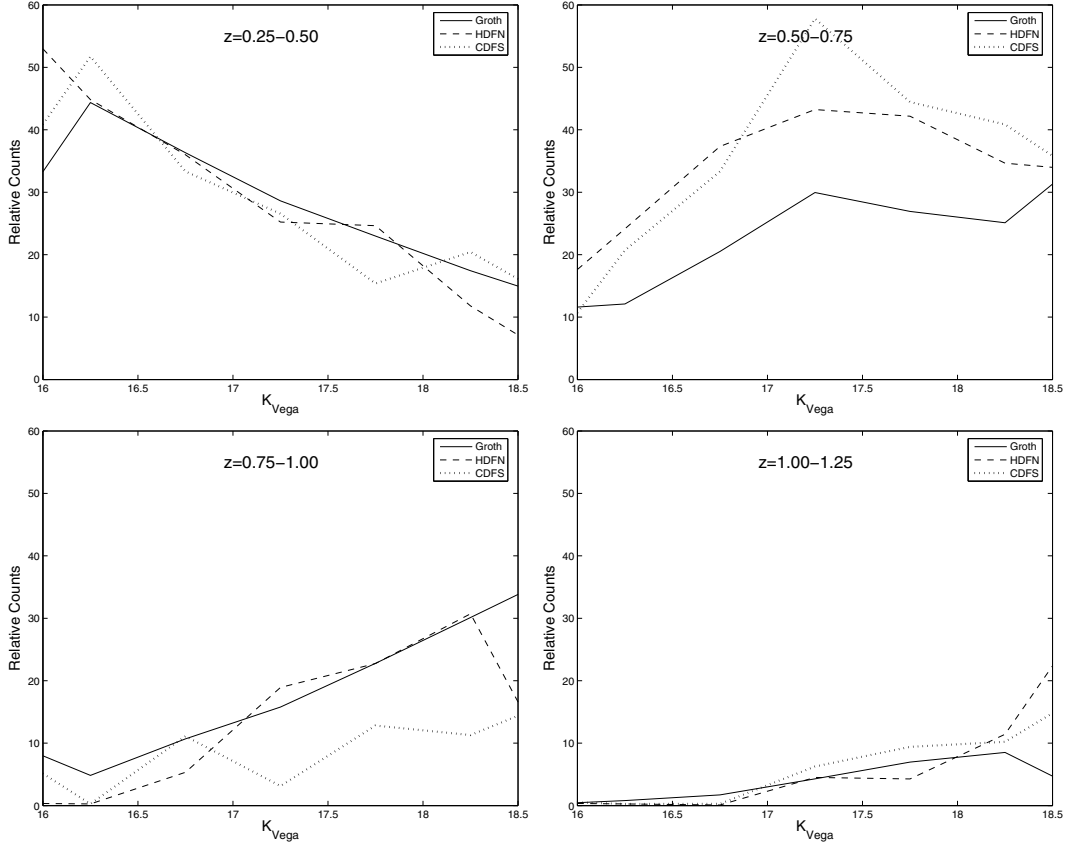 60
50
40
30
20
10
0
Relative Counts
z=0.25−0.50
Groth
HDFN
CDFS
16
16.5
17
17.5
18
18.5
K_Vega
60
50
40
30
20
10
0
Relative Counts
z=0.50−0.75
Groth
HDFN
CDFS
16
16.5
17
17.5
18
18.5
K_Vega
60
50
40
30
20
10
0
Relative Counts
z=0.75−1.00
Groth
HDFN
CDFS
16
16.5
17
17.5
18
18.5
K_Vega
60
50
40
30
20
10
0
Relative Counts
z=1.00−1.25
Groth
HDFN
CDFS
16
16.5
17
17.5
18
18.5
K_Vega